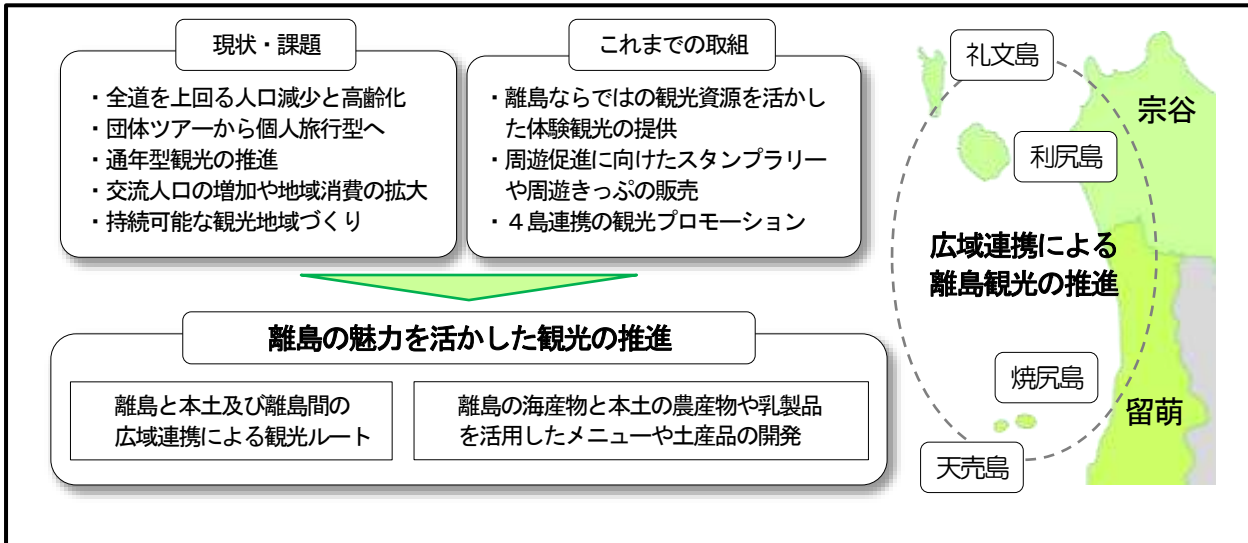 現状・課題
・全道を上回る人口減少と高齢化
・団体ツアーから個人旅行型へ
・通年型観光の推進
・交流人口の増加や地域消費の拡大
・持続可能な観光地域づくり
これまでの取組
・離島ならではの観光資源を活かし
た体験観光の提供
・周遊促進に向けたスタンプラリー
や周遊きっぷの販売
・４島連携の観光プロモーション
離島の魅力を活かした観光の推進
離島と本土及び離島間の
広域連携による観光ルート
離島の海産物と本土の農産物や乳製品
を活用したメニューや土産品の開発
礼文島
宗谷
利尻島
広域連携による
離島観光の推進
焼尻島
留萌
天売島